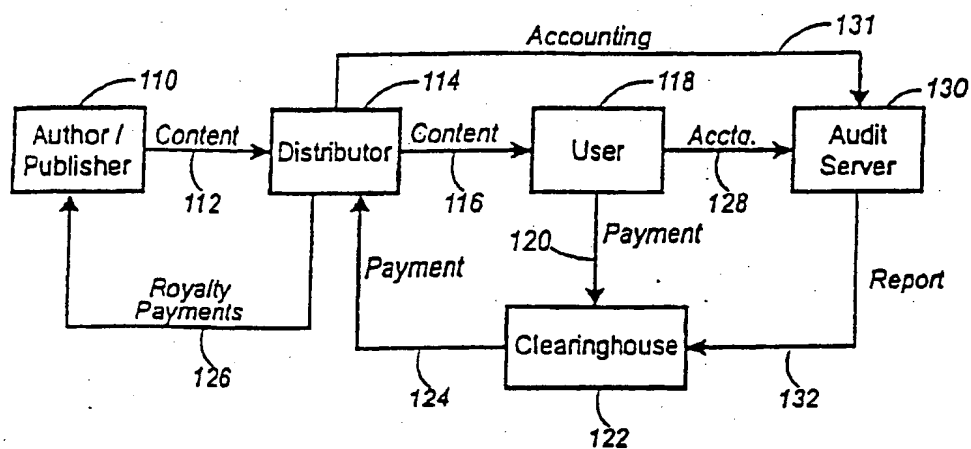 Accounting
131
110
114
118
130
Author /
Publisher
Content
Distributor
Content
User
Acctg.
Audit
Server
112
116
128
120
Payment
Payment
Report
Royalty
Payments
Clearinghouse
126
124
132
122